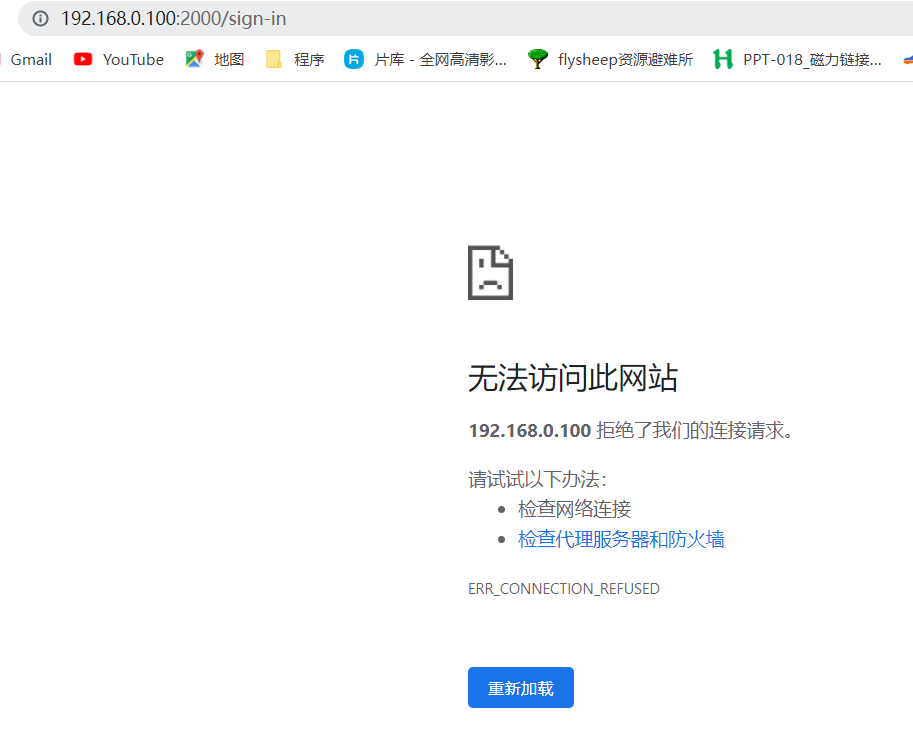 192.168.0.100:2000/sign-in
Gmail YouTube 地图 程序 片库 - 全网高清影... flysheep资源避难所 PPT-018_磁力链接...
无法访问此网站
192.168.0.100 拒绝了我们的连接请求。
请试试以下办法：
检查网络连接
检查代理服务器和防火墙
ERR_CONNECTION_REFUSED
重新加载